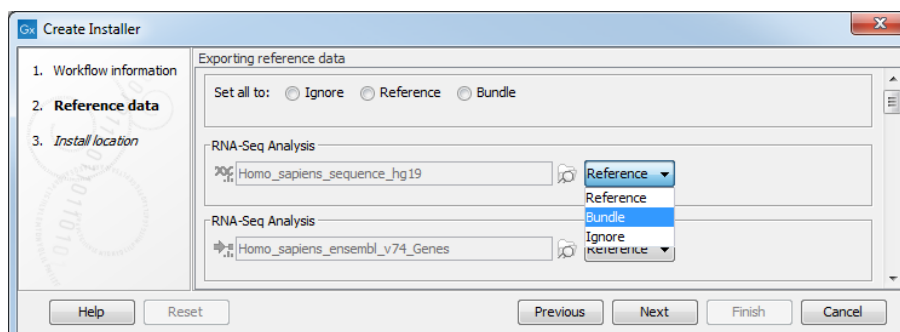 Gx Create Installer
1. Workflow information
2. Reference data
3. Install location
Exporting reference data
Set all to: Ignore Reference Bundle
RNA-Seq Analysis
Homo_sapiens_sequence_hg19 Reference
Reference
Bundle
Ignore
RNA-Seq Analysis
Homo_sapiens_ensembl_v74_Genes Reference
Help Reset Previous Next Finish Cancel